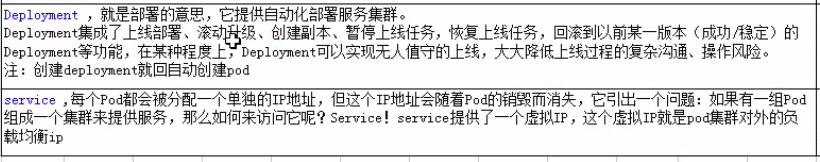 Deployment ，就是部署的意思，它提供自动化部署服务集群。
Deployment集成了上线部署、滚动升级、创建副本、暂停上线任务，恢复上线任务，回滚到以前某一版本（成功/稳定）的
Deployment等功能，在某种程度上，Deployment可以实现无人值守的上线，大大降低上线过程的复杂沟通、操作风险。
注：创建deployment就回自动创建pod
service ,每个Pod都会被分配一个单独的IP地址，但这个IP地址会随着Pod的销毁而消失，它引出一个问题：如果有一组Pod
组成一个集群来提供服务，那么如何来访问它呢？Service！service提供了一个虚拟IP，这个虚拟IP就是pod集群对外的负
载均衡ip